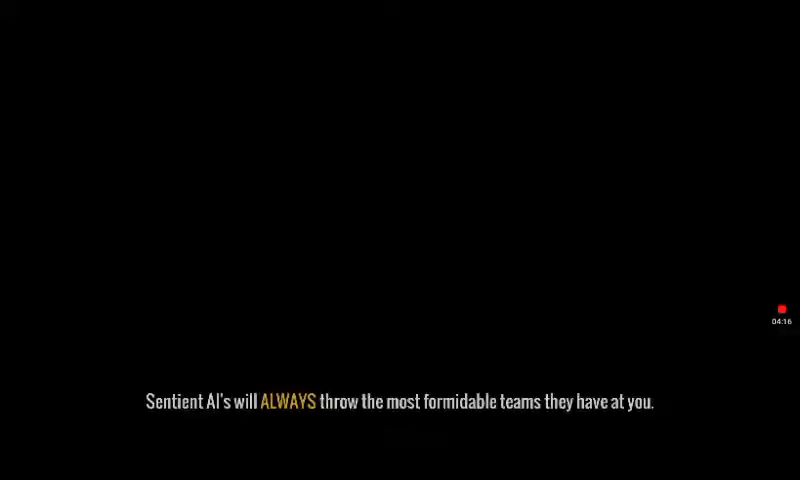 04:16
Sentient AI's will ALWAYS throw the most formidable teams they have at you.